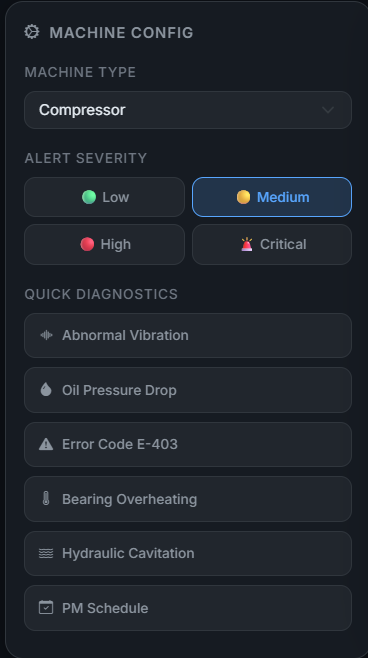 MACHINE CONFIG
MACHINE TYPE
Compressor
ALERT SEVERITY
Low
Medium
High
Critical
QUICK DIAGNOSTICS
Abnormal Vibration
Oil Pressure Drop
Error Code E-403
Bearing Overheating
Hydraulic Cavitation
PM Schedule